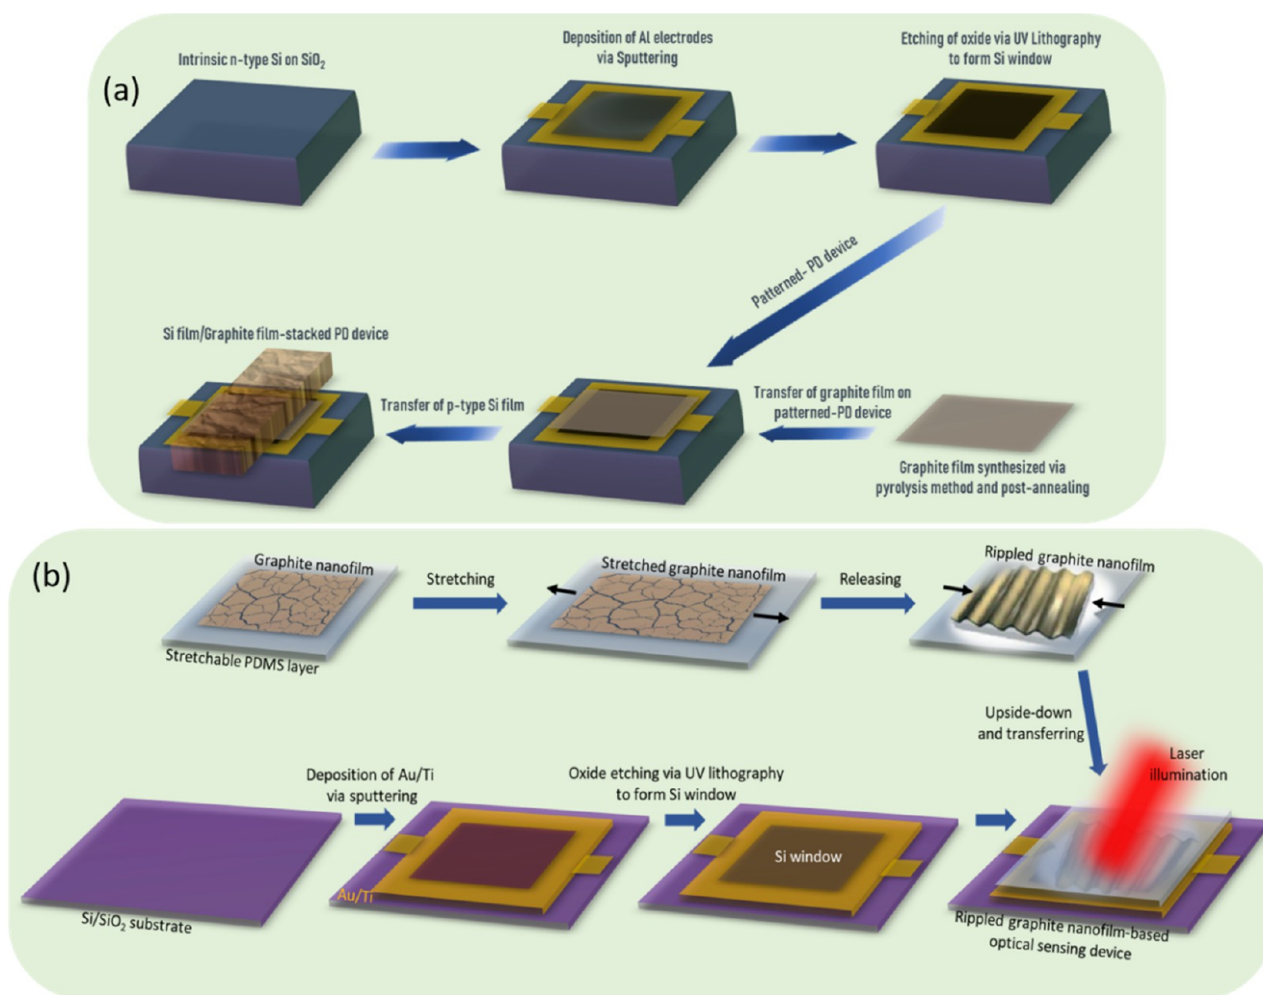 (a)
Intrinsic n-type Si on SiO₂
Deposition of Al electrodes
via Sputtering
Etching of oxide via UV Lithography
to form Si window
Patterned- PD device
Si film/Graphite film-stacked PD device
Transfer of p-type Si film
Transfer of graphite film on
patterned-PD device
Graphite film synthesized via
pyrolysis method and post-annealing
(b)
Graphite nanofilm
Stretching
Stretched graphite nanofilm
Releasing
Rippled graphite nanofilm
Stretchable PDMS layer
Upside-down
and transferring
Laser
illumination
Deposition of Au/Ti
via sputtering
Oxide etching via UV lithography
to form Si window
Si window
Au/Ti
Si/SiO₂ substrate
Rippled graphite nanofilm-based
optical sensing device